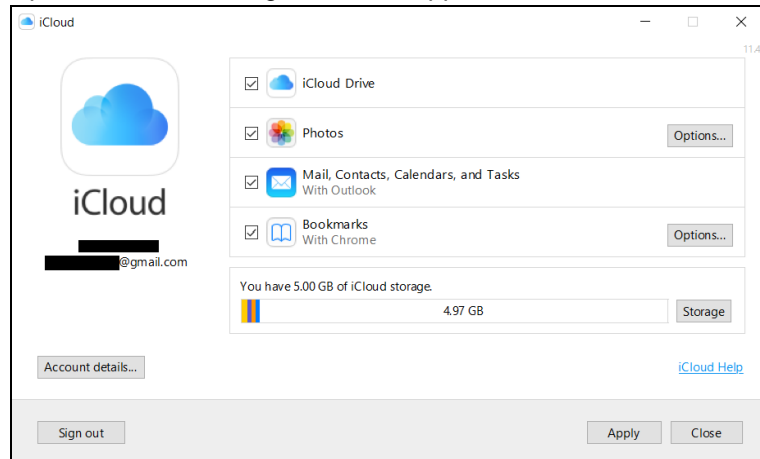 iCloud
11.4
iCloud Drive
Photos
Options...
Mail, Contacts, Calendars, and Tasks
With Outlook
iCloud
Bookmarks
With Chrome
Options...
@gmail.com
You have 5.00 GB of iCloud storage.
4.97 GB
Storage
Account details...
iCloud Help
Sign out
Apply
Close